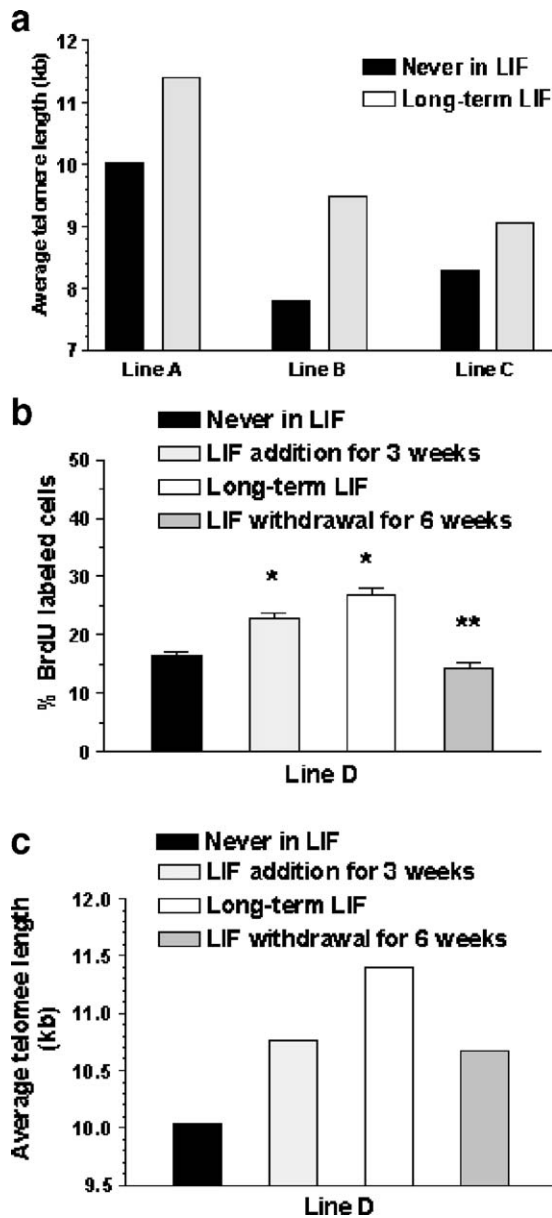 a
12
11
10
9
8
7
Average telomere length (kb)
Never in LIF
Long-term LIF
Line A Line B Line C
b
Never in LIF
LIF addition for 3 weeks
Long-term LIF
LIF withdrawal for 6 weeks
50
40
30
20
10
0
% BrdU labeled cells
* * **
Line D
c
Never in LIF
LIF addition for 3 weeks
Long-term LIF
LIF withdrawal for 6 weeks
12.0
11.5
11.0
10.5
10.0
9.5
Average telomee length
(kb)
Line D